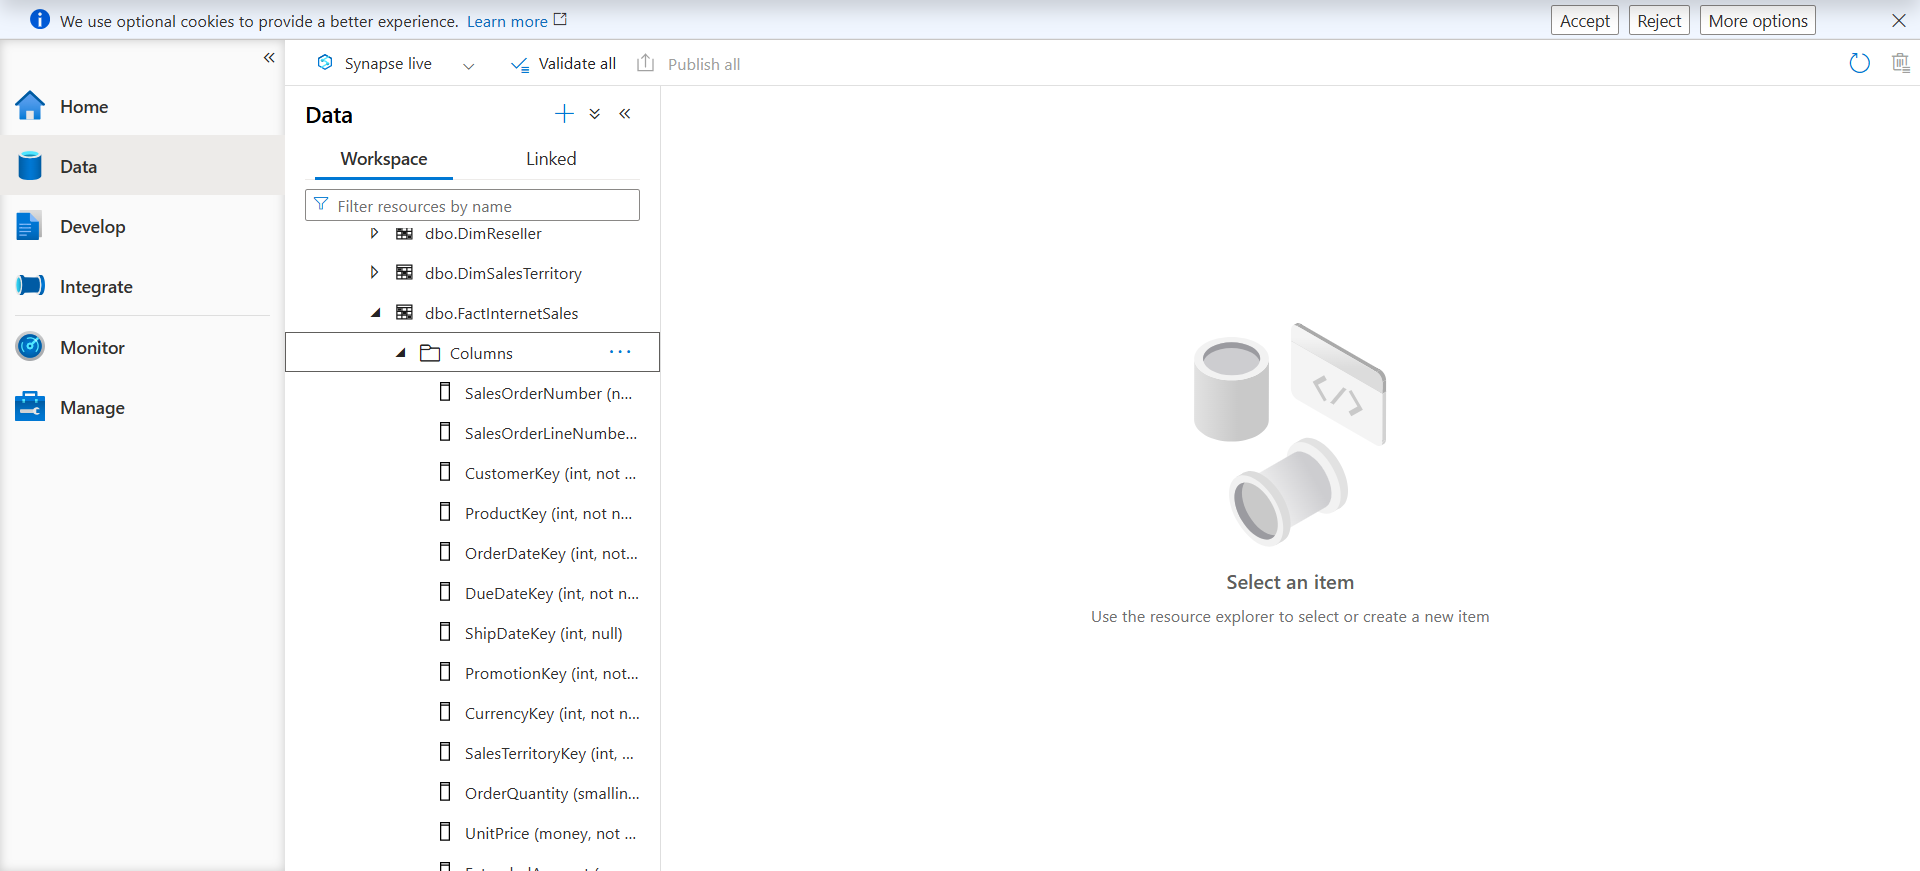 We use optional cookies to provide a better experience. Learn more
Accept
Reject
More options
Synapse live
Validate all
Publish all
Home
Data
Develop
Integrate
Monitor
Manage
Data
Workspace
Linked
Filter resources by name
dbo.DimReseller
dbo.DimSalesTerritory
dbo.FactInternetSales
Columns
SalesOrderNumber (n...
SalesOrderLineNumbe...
CustomerKey (int, not ...
ProductKey (int, not n...
OrderDateKey (int, not...
DueDateKey (int, not n...
ShipDateKey (int, null)
PromotionKey (int, not...
CurrencyKey (int, not n...
SalesTerritoryKey (int, ...
OrderQuantity (smallin...
UnitPrice (money, not ...
Select an item
Use the resource explorer to select or create a new item